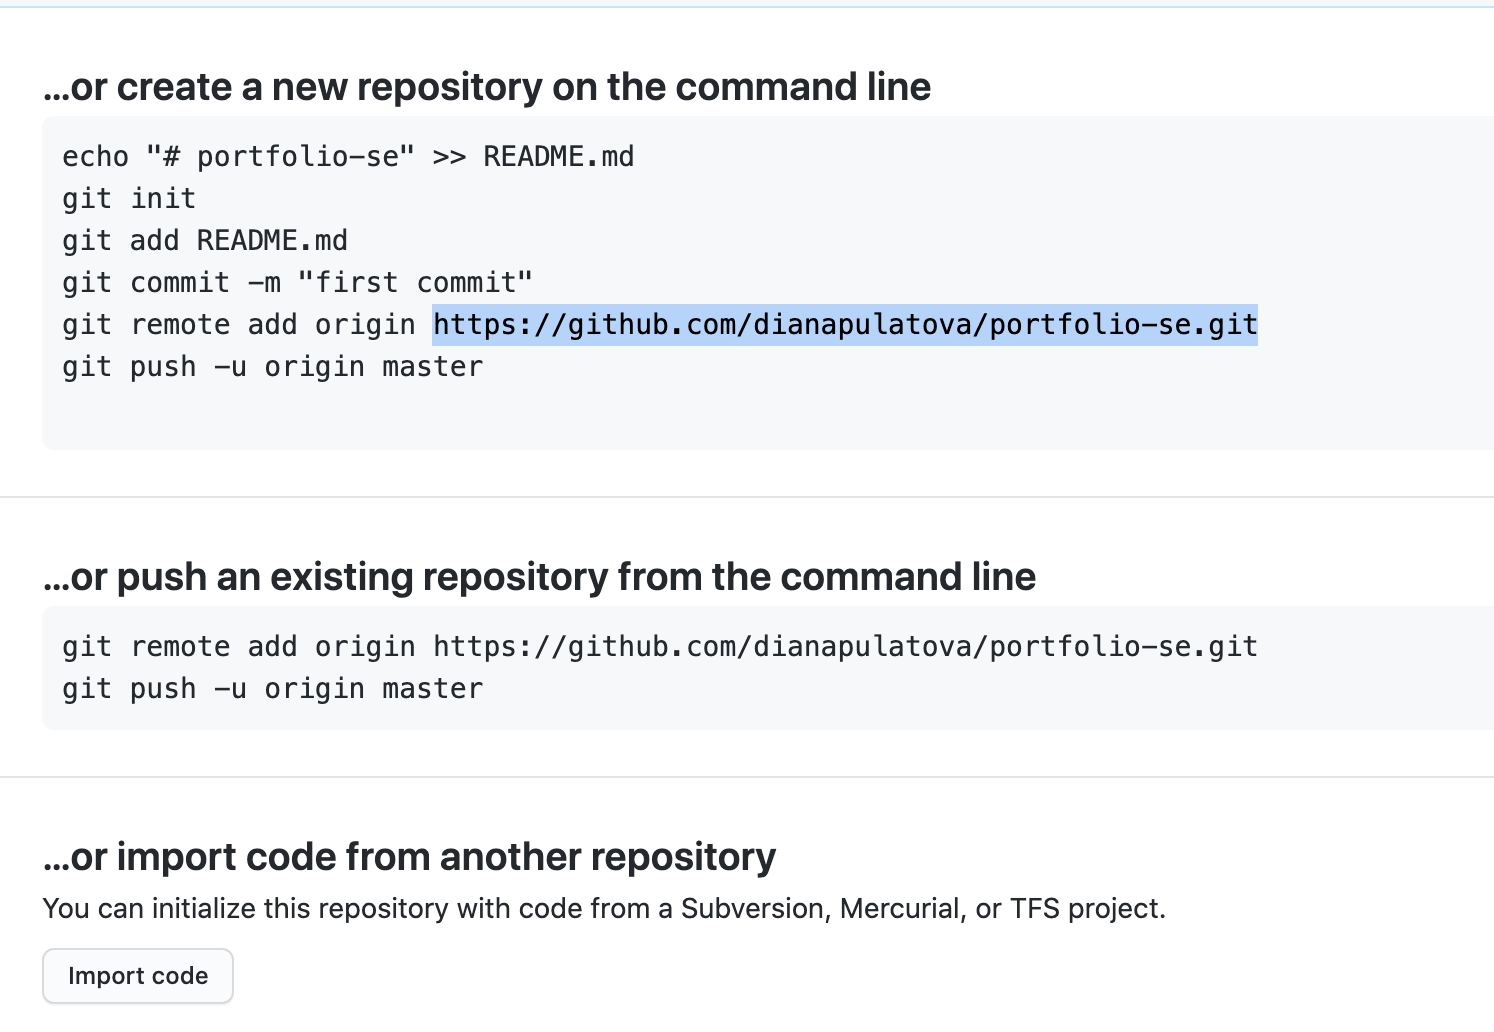 ...or create a new repository on the command line
echo "# portfolio-se" >> README.md
git init
git add README.md
git commit -m "first commit"
git remote add origin https://github.com/dianapulatova/portfolio-se.git
git push -u origin master
...or push an existing repository from the command line
git remote add origin https://github.com/dianapulatova/portfolio-se.git
git push -u origin master
...or import code from another repository
You can initialize this repository with code from a Subversion, Mercurial, or TFS project.
Import code